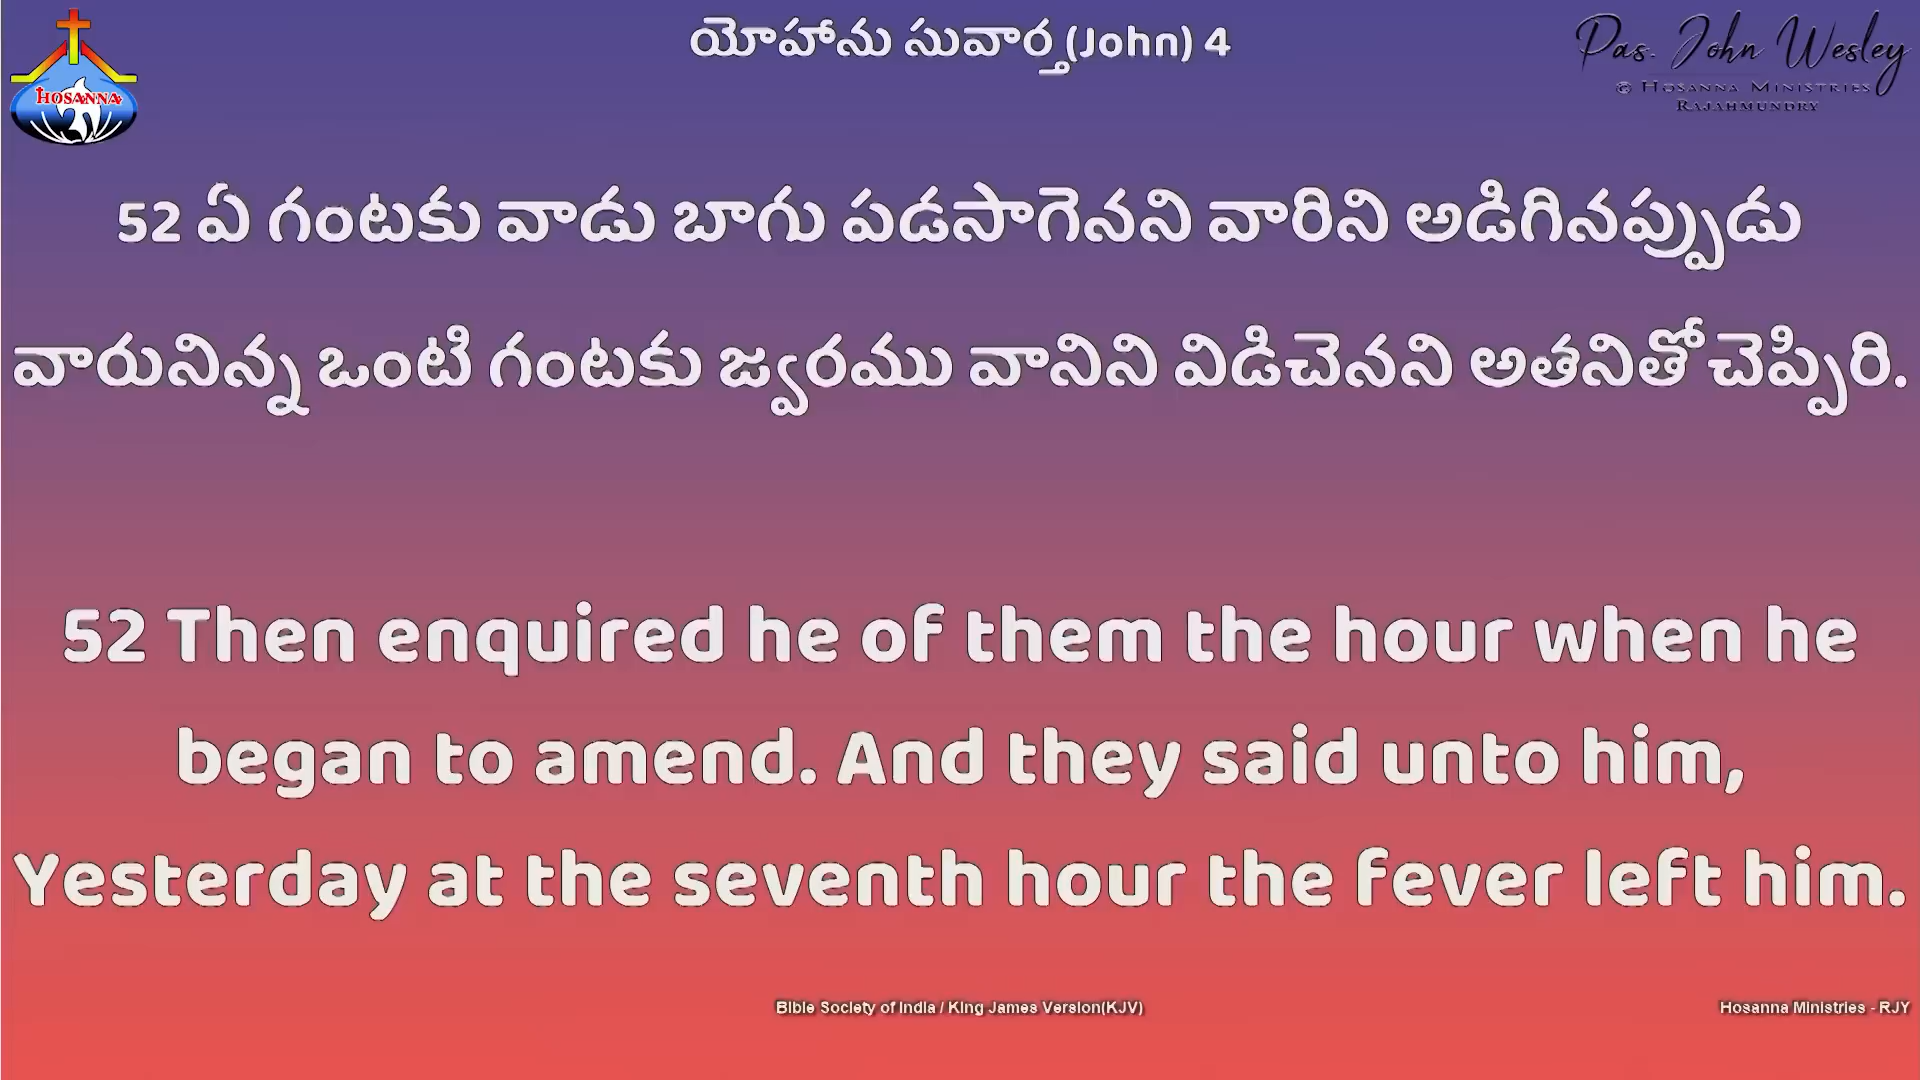 యోహాను సువార్త(John) 4
HOSANNA
Pas. John Wesley
© Hosanna Ministries
Rajahmundry
52 ఏ గంటకు వాడు బాగు పడసాగెనని వారిని అడిగినప్పుడు
వారునిన్న ఒంటి గంటకు జ్వరము వానిని విడిచెనని అతనితో చెప్పిరి.
52 Then enquired he of them the hour when he
began to amend. And they said unto him,
Yesterday at the seventh hour the fever left him.
Bible Society of India / King James Version(KJV)
Hosanna Ministries - RJY